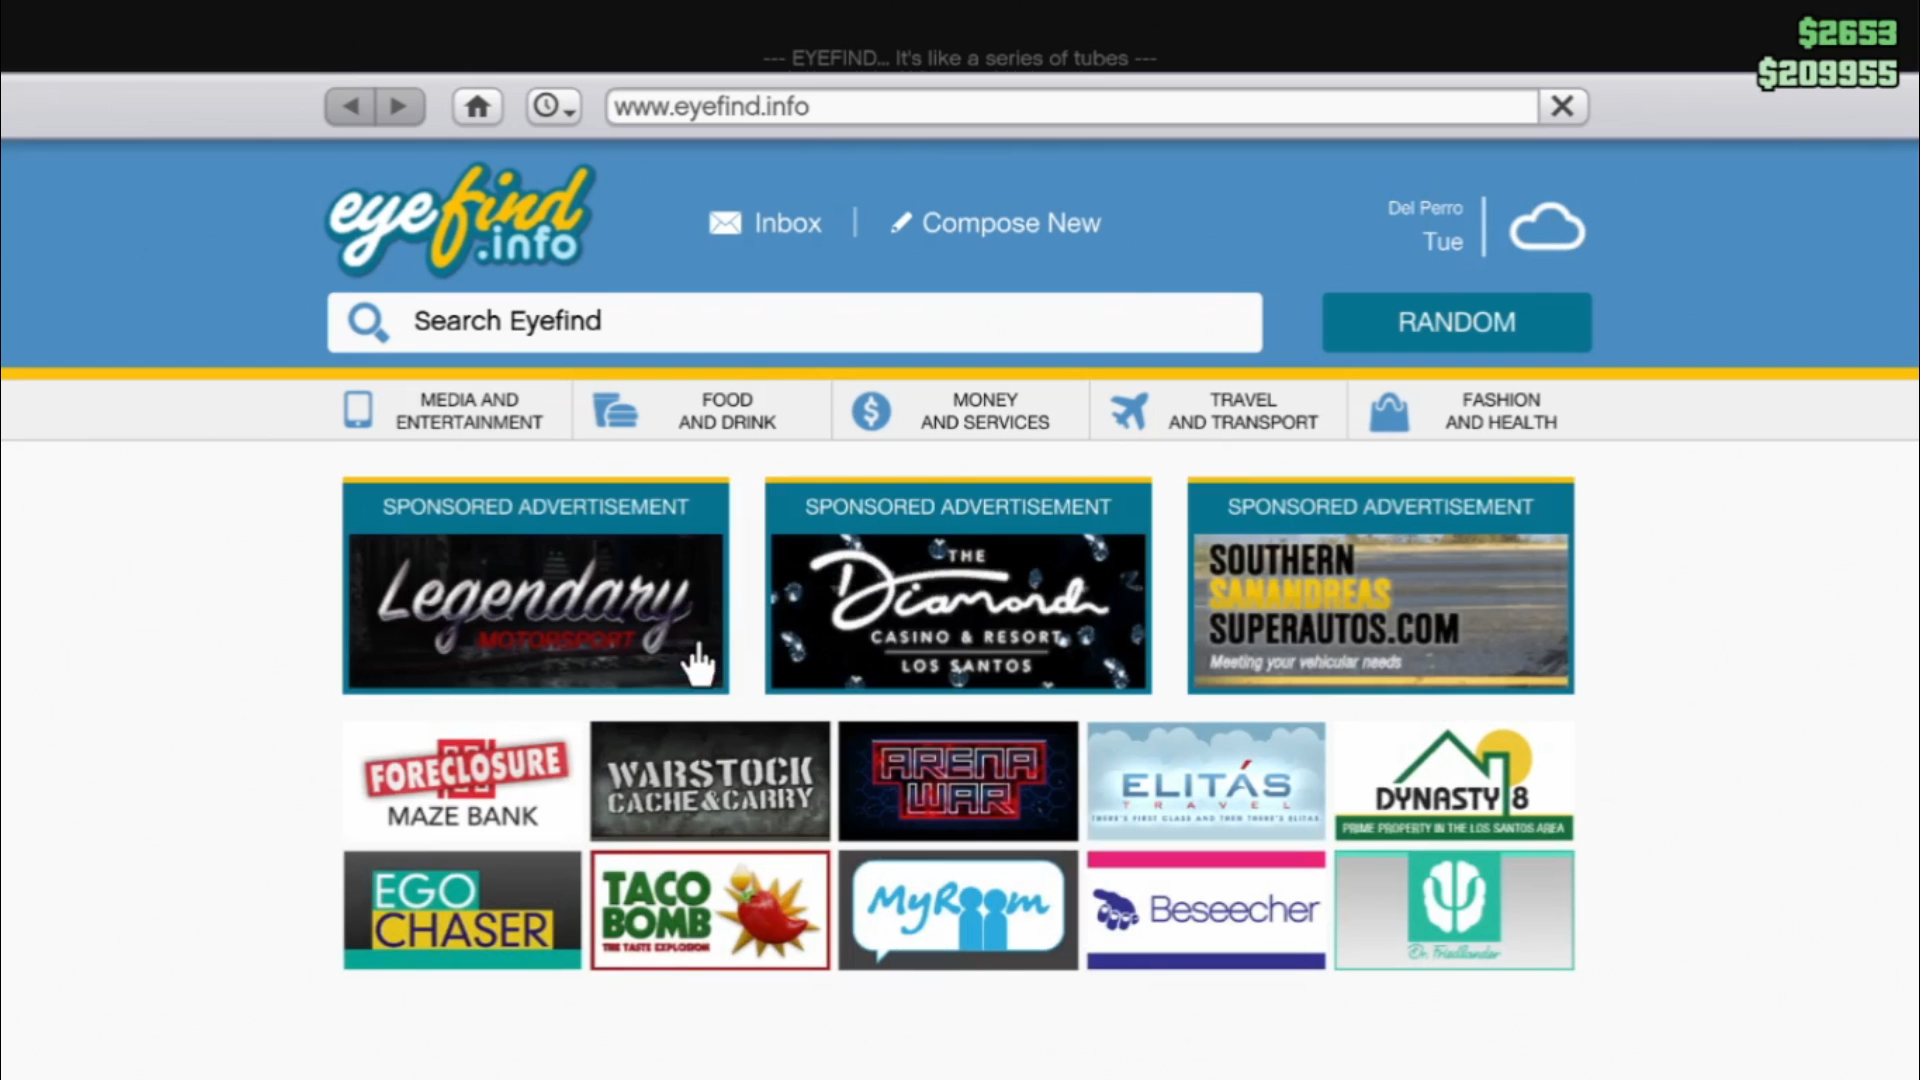 $2653
--- EYEFIND... It's like a series of tubes ---
$209955
www.eyefind.info
eyefind
.info
Inbox
Compose New
Del Perro
Tue
Search Eyefind
RANDOM
MEDIA AND
ENTERTAINMENT
FOOD
AND DRINK
MONEY
AND SERVICES
TRAVEL
AND TRANSPORT
FASHION
AND HEALTH
SPONSORED ADVERTISEMENT
Legendary
MOTORSPORT
SPONSORED ADVERTISEMENT
THE
Diamond
CASINO & RESORT
LOS SANTOS
SPONSORED ADVERTISEMENT
SOUTHERN
SANANDREAS
SUPERAUTOS.COM
Meeting your vehicular needs
FORECLOSURE
MAZE BANK
WARSTOCK
CACHE&CARRY
ARENA
WAR
ELITÁS
TRAVEL
THERE'S FIRST CLASS AND THEN THERE'S ELITAS
DYNASTY 8
PRIME PROPERTY IN THE LOS SANTOS AREA
EGO
CHASER
TACO
BOMB
THE TASTE EXPLOSION
MyRoom
Beseecher
Dr. Friedlander